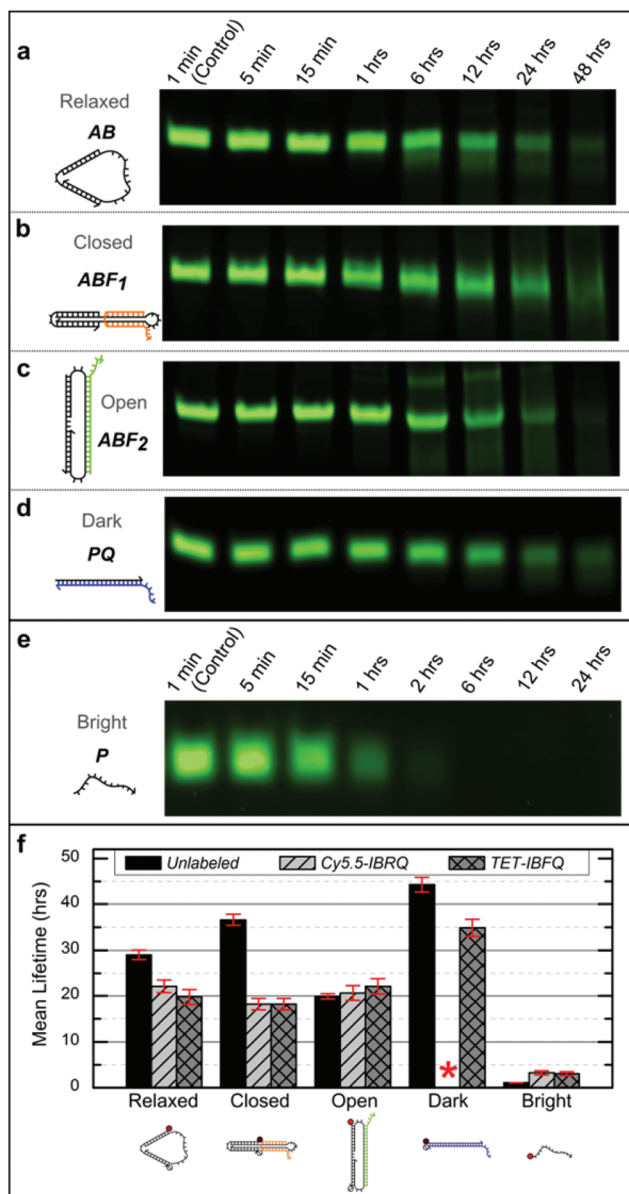 a
1 min (Control) 5 min 15 min 1 hrs 6 hrs 12 hrs 24 hrs 48 hrs
Relaxed
AB
b
Closed
ABF1
c
Open
ABF2
d
Dark
PQ
e
1 min (Control) 5 min 15 min 1 hrs 2 hrs 6 hrs 12 hrs 24 hrs
Bright
P
f
Unlabeled Cy5.5-IBRQ TET-IBFQ
Mean Lifetime (hrs)
50
40
30
20
10
0
Relaxed Closed Open Dark Bright
*